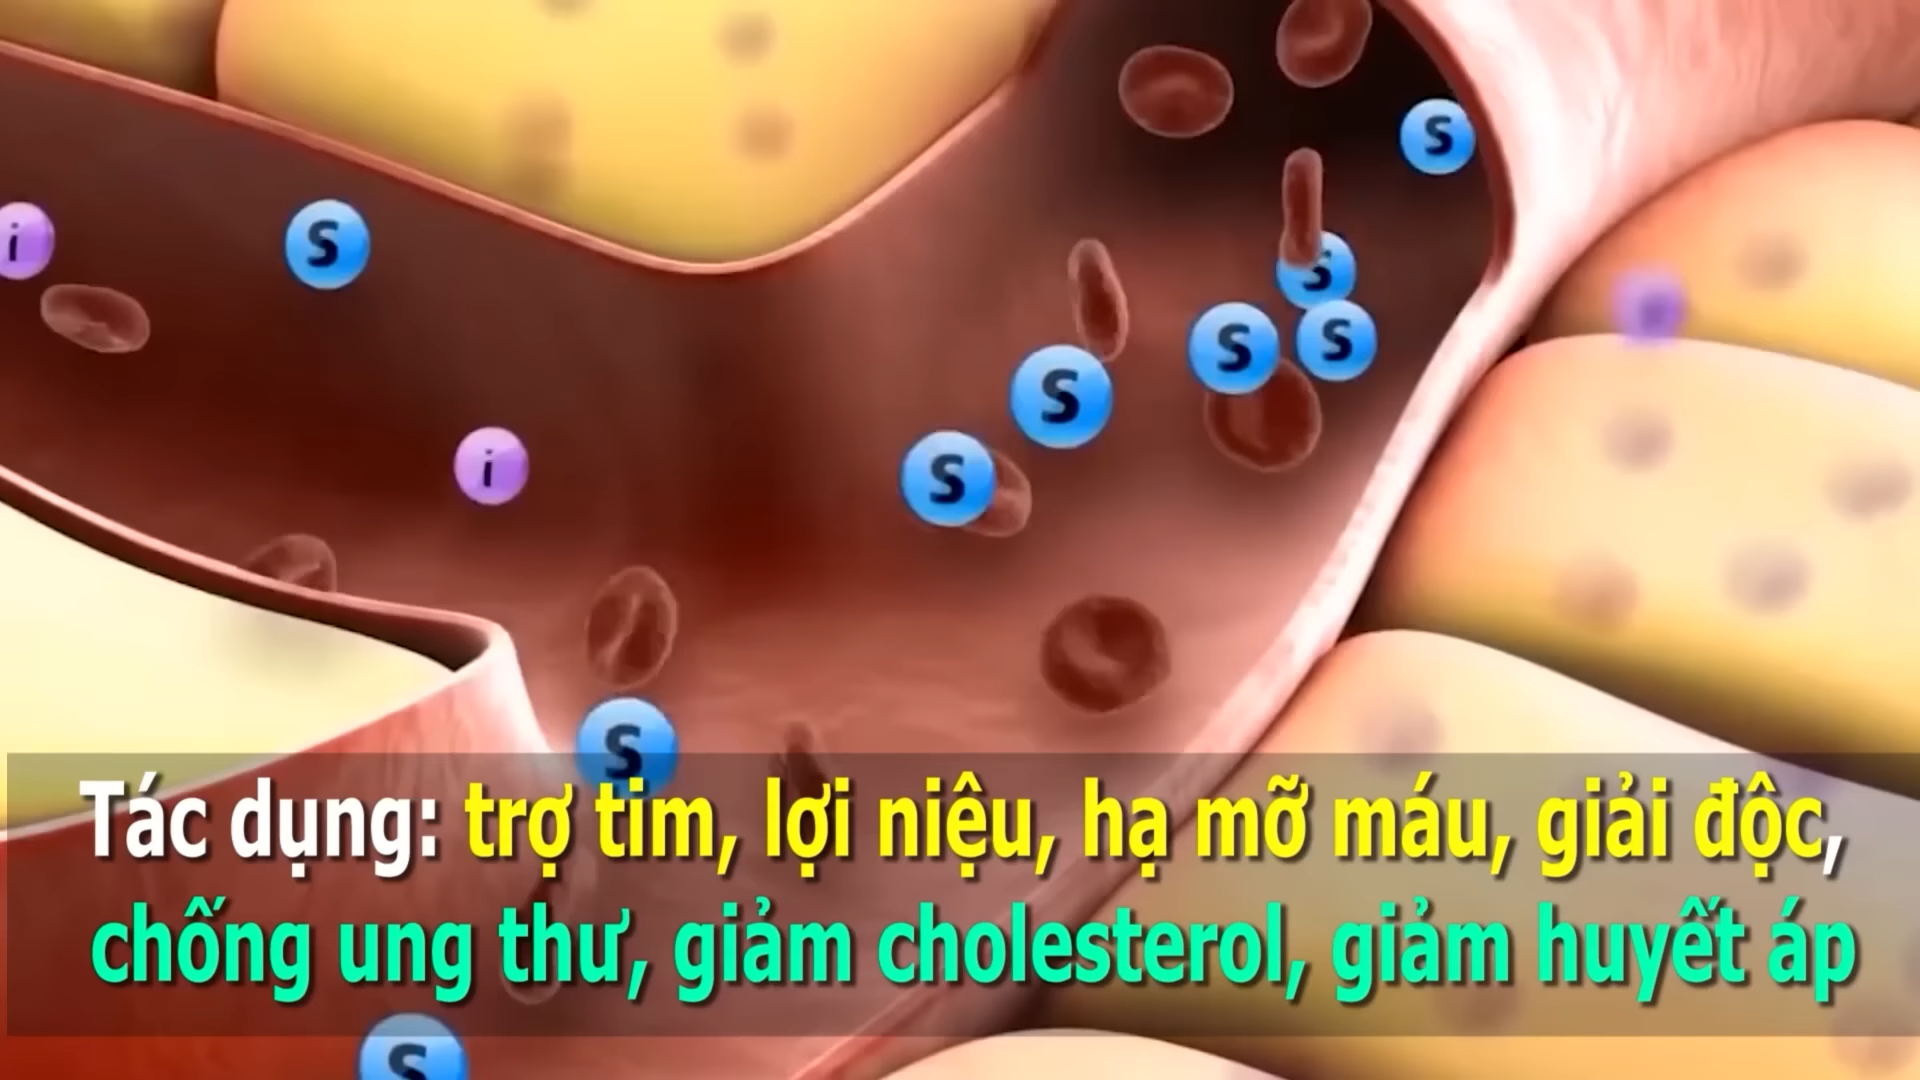 i
S
S
S
S
S
S
S
i
S
S
Tác dụng: trợ tim, lợi niệu, hạ mỡ máu, giải độc,
chống ung thư, giảm cholesterol, giảm huyết áp